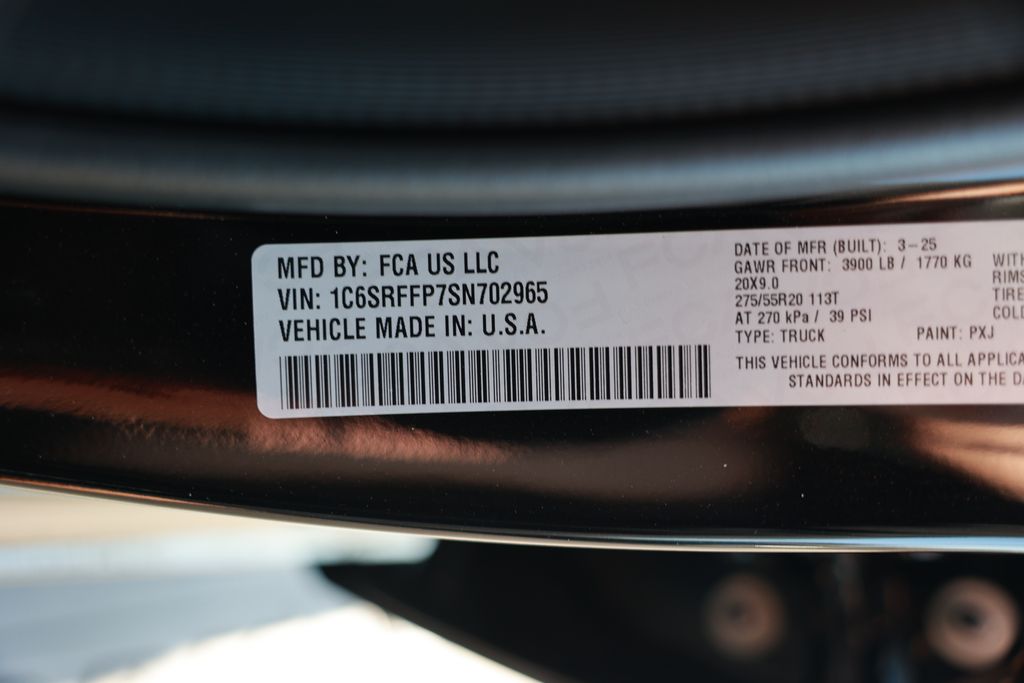 MFD BY: FCA US LLC
VIN: 1C6SRFFP7SN702965
VEHICLE MADE IN: U.S.A.
DATE OF MFR (BUILT): 3-25
GAWR FRONT: 3900 LB / 1770 KG
20X9.0
275/55R20 113T
AT 270 kPa / 39 PSI
TYPE: TRUCK PAINT: PXJ
THIS VEHICLE CONFORMS TO ALL APPLICA
STANDARDS IN EFFECT ON THE DA
WITH
RIMS
TIRE
COLD